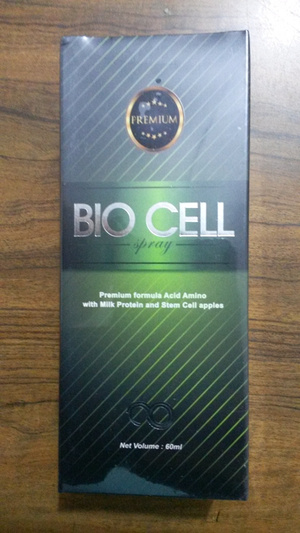 PREMIUM
BIO CELL
spray
Premium formula Acid Amino
with Milk Protein and Stem Cell apples
Net Volume : 60ml